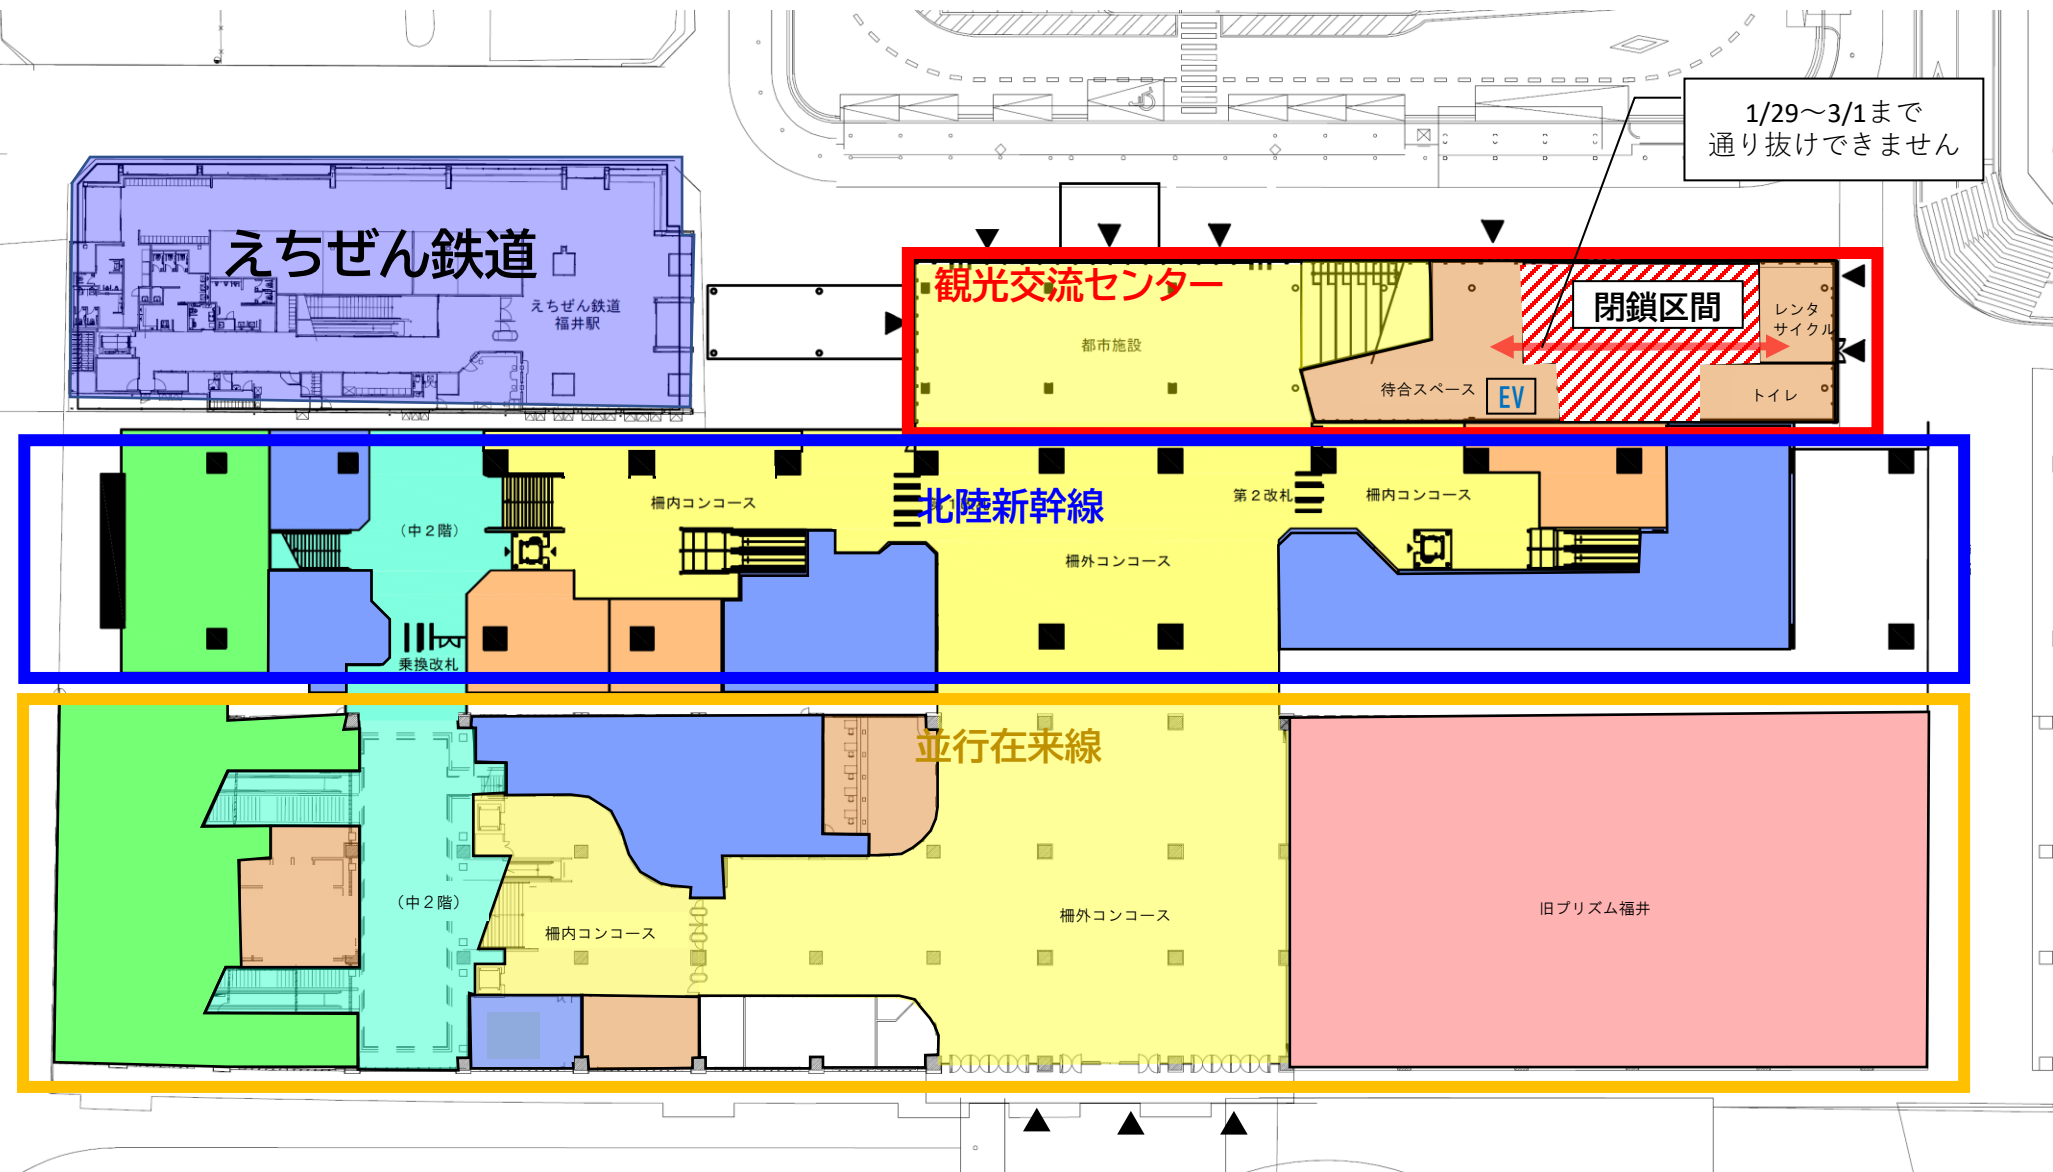 1/29～3/1まで
通り抜けできません
えちぜん鉄道
えちぜん鉄道
福井駅
観光交流センター
都市施設
閉鎖区間
レンタ
サイクル
待合スペース
EV
トイレ
北陸新幹線
柵内コンコース
第２改札
柵内コンコース
（中２階）
柵外コンコース
乗換改札
並行在来線
（中２階）
柵内コンコース
柵外コンコース
旧プリズム福井